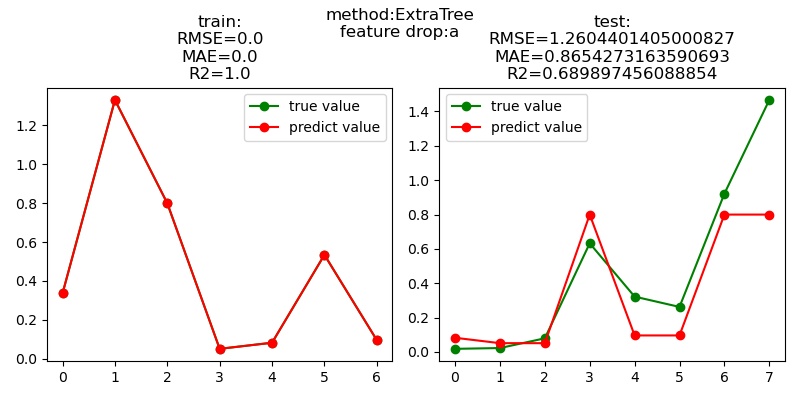 method:ExtraTree
feature drop:a
train:
RMSE=0.0
MAE=0.0
R2=1.0
test:
RMSE=1.2604401405000827
MAE=0.8654273163590693
R2=0.689897456088854
true value
predict value
1.2
1.0
0.8
0.6
0.4
0.2
0.0
0 1 2 3 4 5 6
true value
predict value
1.4
1.2
1.0
0.8
0.6
0.4
0.2
0.0
0 1 2 3 4 5 6 7